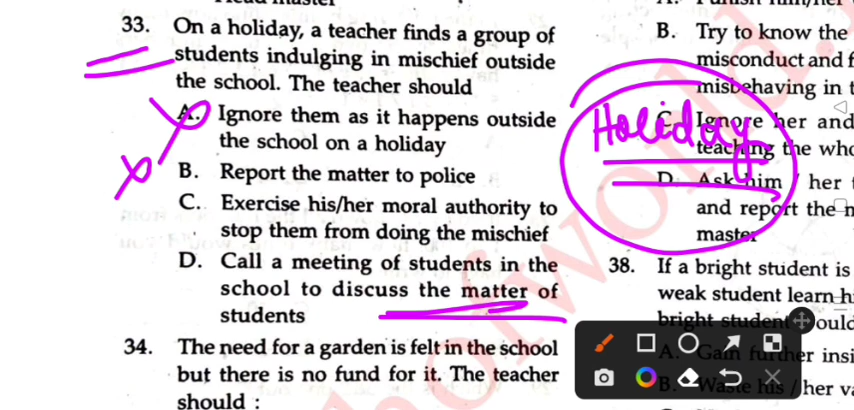 33. On a holiday, a teacher finds a group of
students indulging in mischief outside
the school. The teacher should
A. Ignore them as it happens outside
the school on a holiday
B. Report the matter to police
C. Exercise his/her moral authority to
stop them from doing the mischief
D. Call a meeting of students in the
school to discuss the matter of
students
34. The need for a garden is felt in the school
but there is no fund for it. The teacher
should :
B. Try to know the
misconduct and
misbehaving in
C. Ignore her and
teaching the
D. Ask him / her
and report the
master
Holiday
38. If a bright student is
weak student learn
bright student
A. Gain further
B. Waste his / her